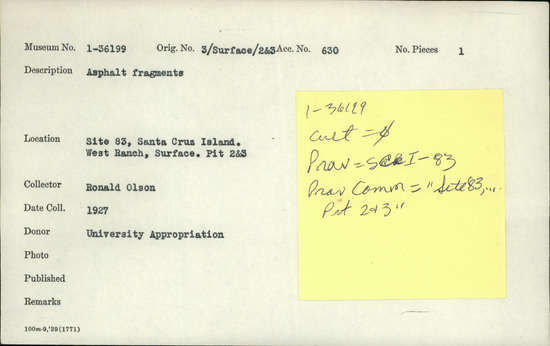 Museum No. 1-36199 Orig. No. 3/Surface/2&3 Acc. No. 630 No. Pieces 1
Description Asphalt fragments
Location Site 83, Santa Crus Island.
West Ranch, Surface. Pit 2&3
Collector Ronald Olson
Date Coll. 1927
Donor University Appropriation
Photo
Published
Remarks
100m-9,'29(1771)
1-36199
Cult = ∅
Prov = SCRI-83
Prov Comm = "Site 83,...
Pit 2+3"